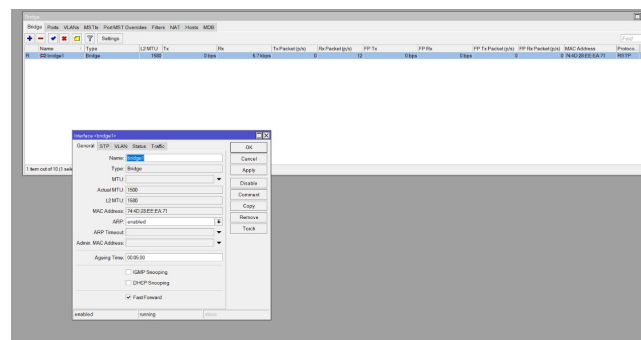 Bridge
Bridge Ports VLANs MSTIs Port MST Overrides Filters NAT Hosts MDB
Settings
Find
Name Type L2 MTU Tx Rx Tx Packet (p/s) Rx Packet (p/s) FP Tx FP Rx FP Tx Packet (p/s) FP Rx Packet (p/s) MAC Address Protoco...
R bridge1 Bridge 1580 0 bps 6.7 kbps 0 12 0 bps 0 bps 0 0 74:4D:28:EE:EA:71 RSTP
1 item out of 10 (1 sele
Interface <bridge1>
General STP VLAN Status Traffic
Name: bridge1
Type: Bridge
MTU:
Actual MTU: 1500
L2 MTU: 1580
MAC Address: 74:4D:28:EE:EA:71
ARP: enabled
ARP Timeout:
Admin. MAC Address:
Ageing Time: 00:05:00
IGMP Snooping
DHCP Snooping
Fast Forward
OK
Cancel
Apply
Disable
Comment
Copy
Remove
Torch
enabled running slave